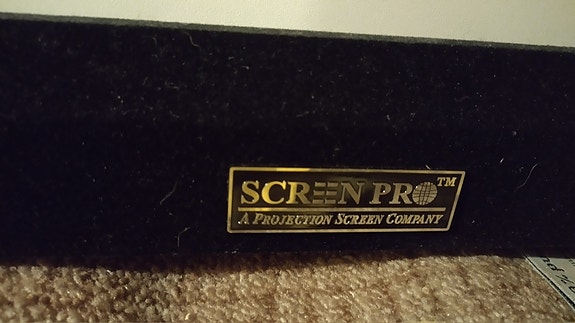 SCREEN PRO™
A PROJECTION SCREEN COMPANY